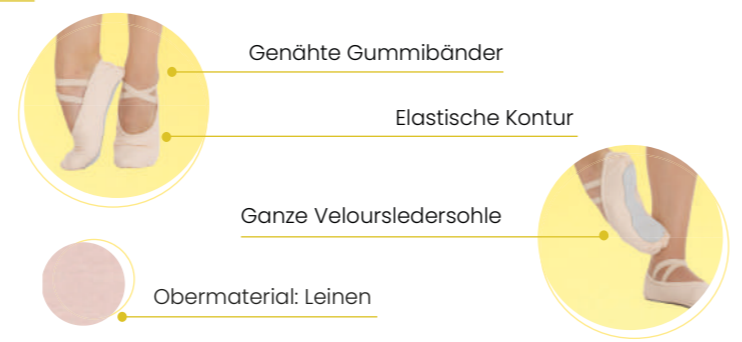 Genähte Gummibänder
Elastische Kontur
Ganze Veloursledersohle
Obermaterial: Leinen